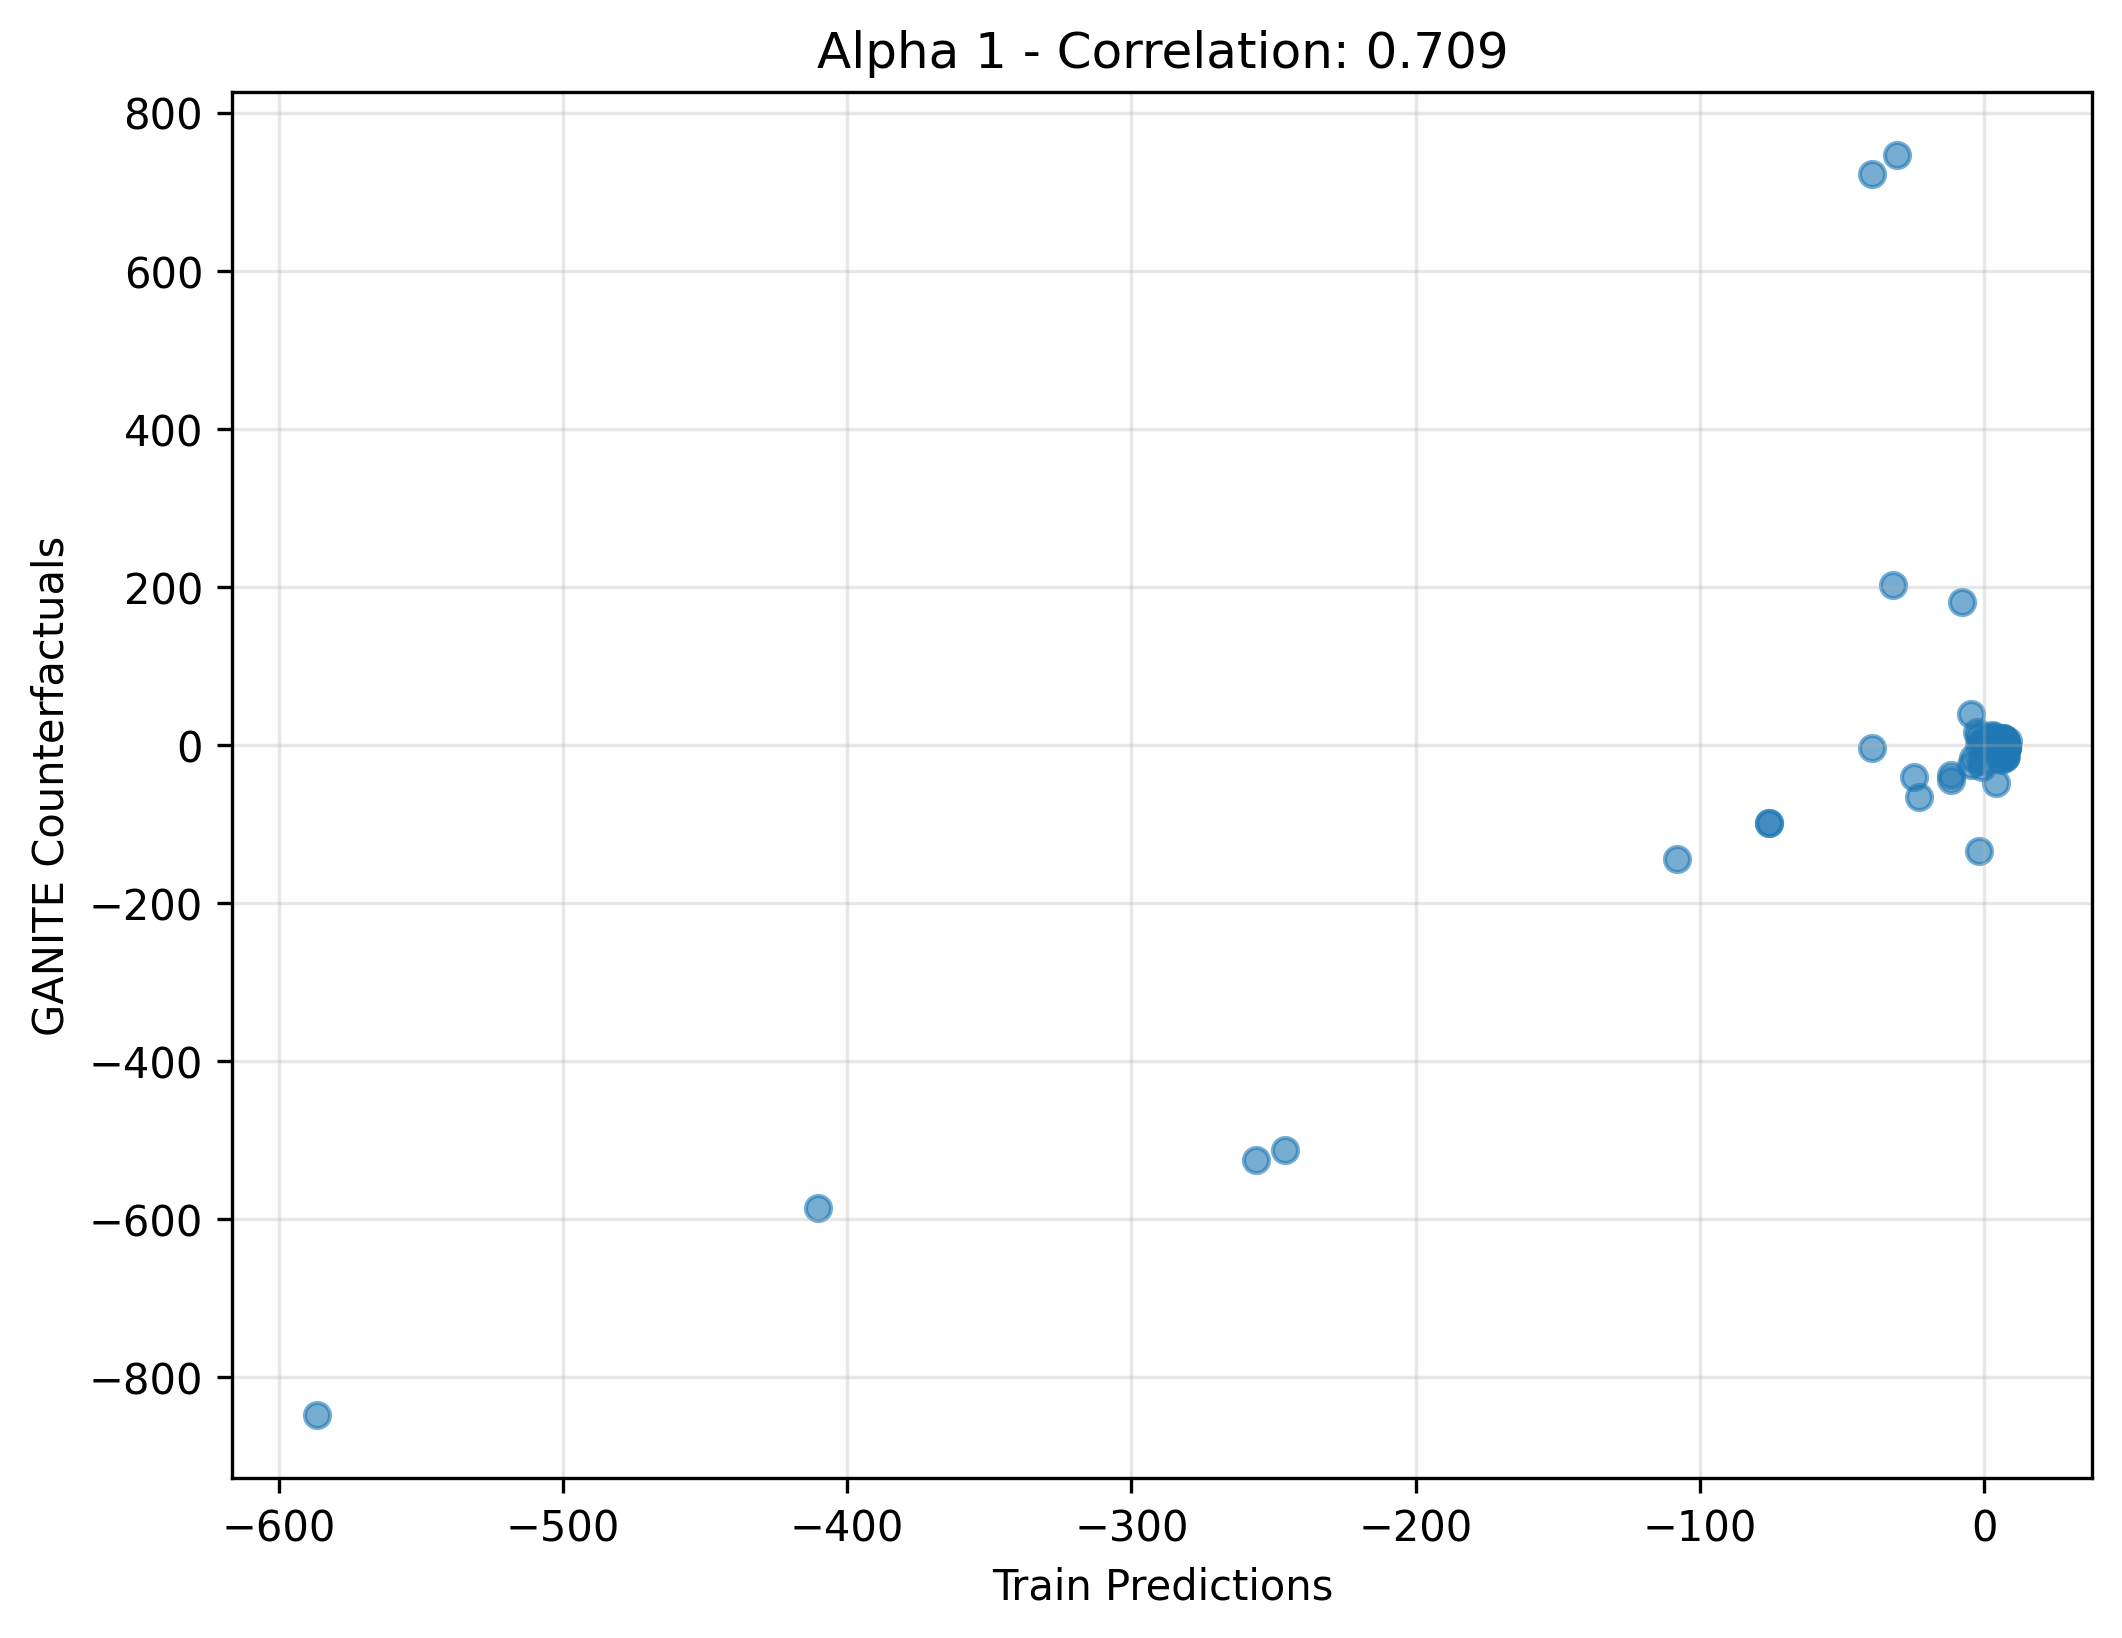 Alpha 1 - Correlation: 0.709
800
600
400
200
0
−200
−400
−600
−800
GANITE Counterfactuals
−600 −500 −400 −300 −200 −100 0
Train Predictions